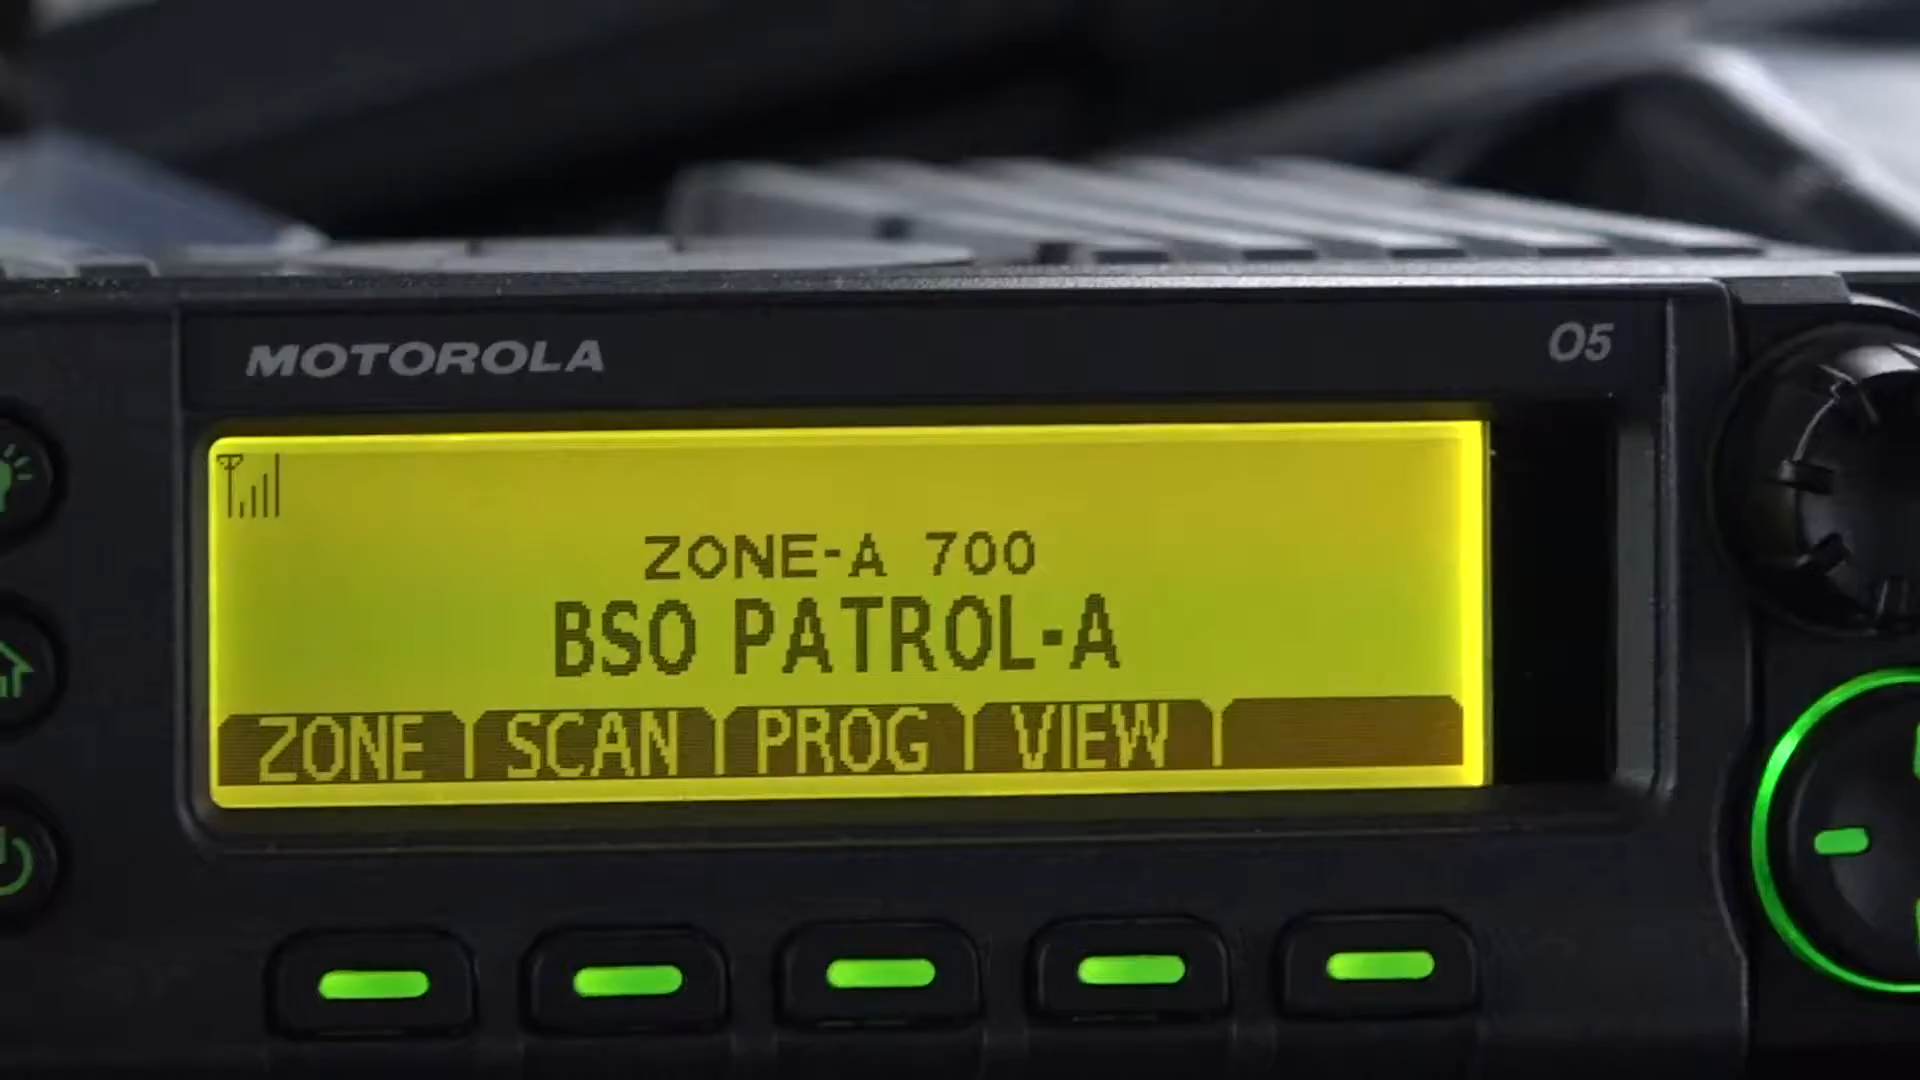 MOTOROLA O5
ZONE-A 700
BSO PATROL-A
ZONE SCAN PROG VIEW